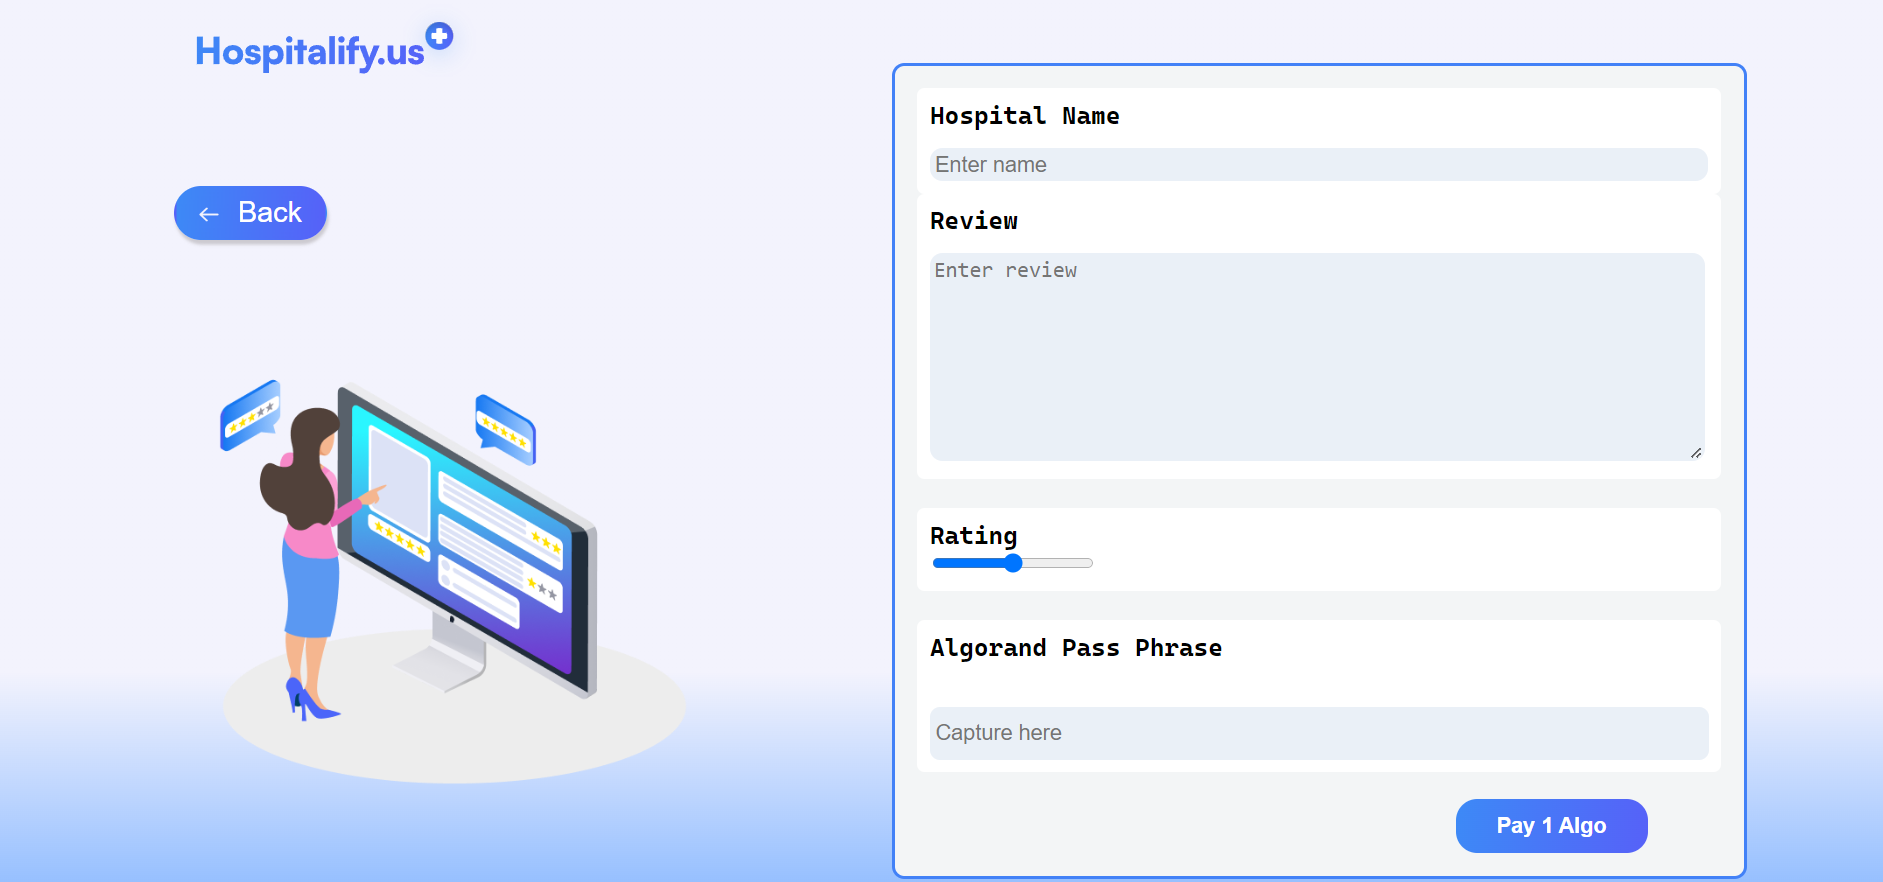 Hospitalify.us
Back
Hospital Name
Enter name
Review
Enter review
Rating
Algorand Pass Phrase
Capture here
Pay 1 Algo